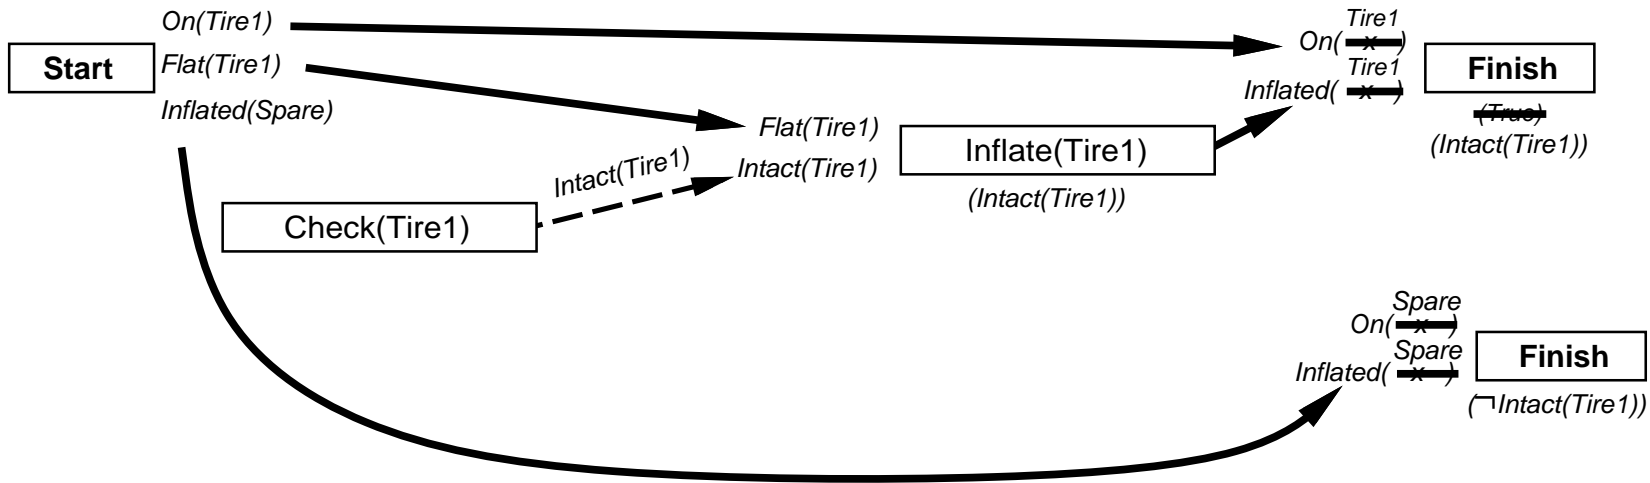 On(Tire1)
Start
Flat(Tire1)
Inflated(Spare)
Tire1
On( x )
Tire1
Inflated( x )
Finish
(True)
(Intact(Tire1))
Flat(Tire1)
Intact(Tire1)
Inflate(Tire1)
(Intact(Tire1))
Intact(Tire1)
Check(Tire1)
Spare
On( x )
Spare
Inflated( x )
Finish
(¬Intact(Tire1))